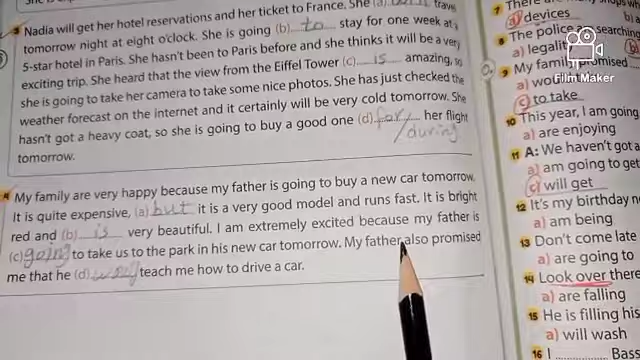 3 Nadia will get her hotel reservations and her ticket to France. She (a) travel
tomorrow night at eight o'clock. She is going (b) to stay for one week at a
5-star hotel in Paris. She hasn't been to Paris before and she thinks it will be a very
exciting trip. She heard that the view from the Eiffel Tower (c) is amazing, so
she is going to take her camera to take some nice photos. She has just checked the
weather forecast on the internet and it certainly will be very cold tomorrow. She
hasn't got a heavy coat, so she is going to buy a good one (d) for her flight
/during
tomorrow.
4 My family are very happy because my father is going to buy a new car tomorrow.
It is quite expensive, (a) but it is a very good model and runs fast. It is bright
red and (b) is very beautiful. I am extremely excited because my father is
(c) going to take us to the park in his new car tomorrow. My father also promised
me that he (d) teach me how to drive a car.
7 There are many shops wh
a) devices
8 The police searching
a) legality
b)
9 My family promised
a) wo
c) to take
10 This year, I am going
a) are enjoying
11 A: We haven't got a
a) am going to get
c) will get
12 It's my birthday n
a) am being
13 Don't come late
a) are going to
14 Look over there
a) are falling
15 He is filling his
a) will wash
16 I ............ Bass
Film Maker